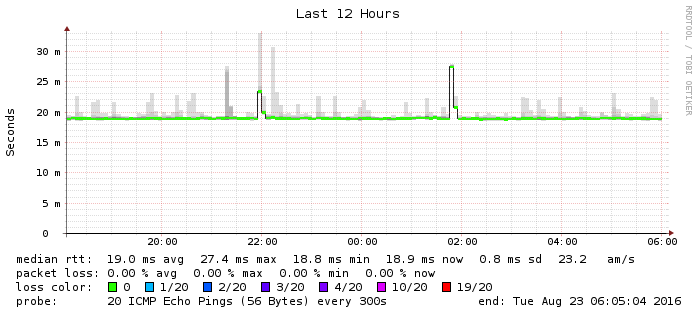 Last 12 Hours
RRDTOOL / TOBI OETIKER
Seconds
30 m
25 m
20 m
15 m
10 m
5 m
0
20:00 22:00 00:00 02:00 04:00 06:00
median rtt: 19.0 ms avg 27.4 ms max 18.8 ms min 18.9 ms now 0.8 ms sd 23.2 am/s
packet loss: 0.00 % avg 0.00 % max 0.00 % min 0.00 % now
loss color: 0 1/20 2/20 3/20 4/20 10/20 19/20
probe: 20 ICMP Echo Pings (56 Bytes) every 300s end: Tue Aug 23 06:05:04 2016